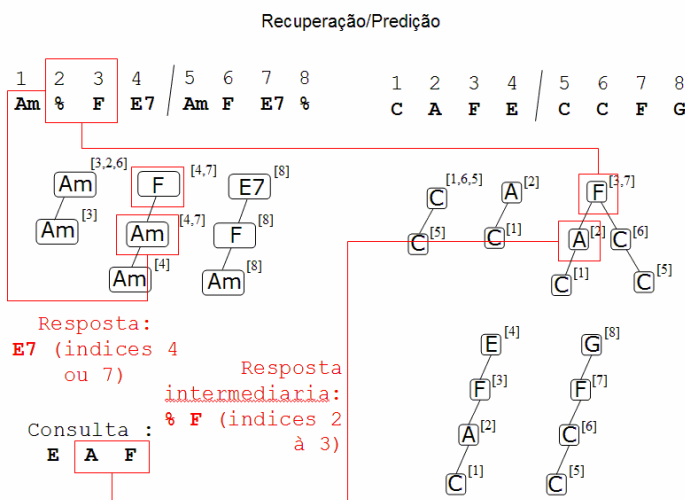 Recuperação/Predição
1 2 3 4 / 5 6 7 8
Am % F E7 / Am F E7 %
1 2 3 4 / 5 6 7 8
C A F E / C C F G
Am [3,2,6]
Am [3]
F [4,7]
Am [4,7]
Am [4]
E7 [8]
F [8]
Am [8]
C [1,6,5]
C [5]
A [2]
C [1]
F [3,7]
A [2] C [6]
C [1] C [5]
Resposta:
E7 (indices 4
ou 7)
Resposta
intermediaria:
% F (indices 2
à 3)
Consulta :
E A F
E [4]
F [3]
A [2]
C [1]
G [8]
F [7]
C [6]
C [5]